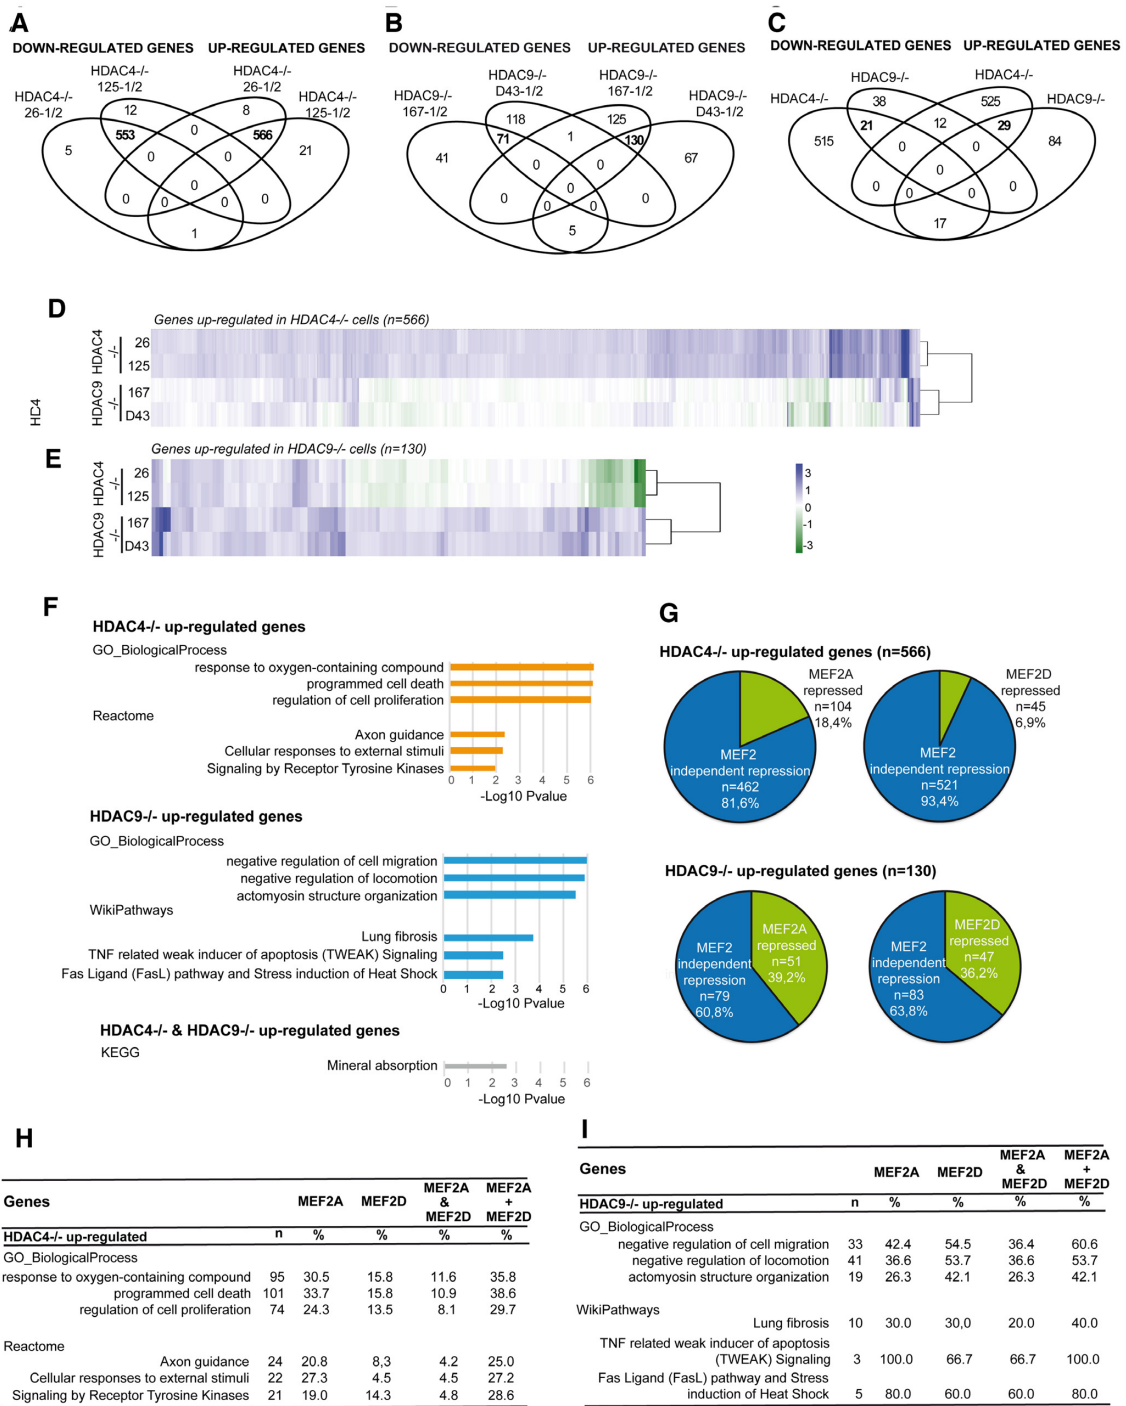 A
DOWN-REGULATED GENES UP-REGULATED GENES
HDAC4-/-
26-1/2
HDAC4-/-
125-1/2
HDAC4-/-
26-1/2
HDAC4-/-
125-1/2
12
8
0
553
566
5
21
0
0
0
0
0
0
0
1
B
DOWN-REGULATED GENES UP-REGULATED GENES
HDAC9-/-
167-1/2
HDAC9-/-
D43-1/2
HDAC9-/-
167-1/2
HDAC9-/-
D43-1/2
118
125
1
71
130
41
67
0
0
0
0
0
0
0
5
C
DOWN-REGULATED GENES UP-REGULATED GENES
HDAC4-/-
HDAC9-/-
HDAC4-/-
HDAC9-/-
38
525
12
21
29
515
84
0
0
0
0
0
0
0
17
D
Genes up-regulated in HDAC4-/- cells (n=566)
HDAC4
-/-
26
125
HDAC9
-/-
167
D43
E
Genes up-regulated in HDAC9-/- cells (n=130)
HDAC4
-/-
26
125
HDAC9
-/-
167
D43
3
1
0
-1
-3
F
HDAC4-/- up-regulated genes
GO_BiologicalProcess
response to oxygen-containing compound
programmed cell death
regulation of cell proliferation
Reactome
Axon guidance
Cellular responses to external stimuli
Signaling by Receptor Tyrosine Kinases
0 1 2 3 4 5 6
-Log10 Pvalue
HDAC9-/- up-regulated genes
GO_BiologicalProcess
negative regulation of cell migration
negative regulation of locomotion
actomyosin structure organization
WikiPathways
Lung fibrosis
TNF related weak inducer of apoptosis (TWEAK) Signaling
Fas Ligand (FasL) pathway and Stress induction of Heat Shock
0 1 2 3 4 5 6
-Log10 Pvalue
HDAC4-/- & HDAC9-/- up-regulated genes
KEGG
Mineral absorption
0 1 2 3 4 5 6
-Log10 Pvalue
G
HDAC4-/- up-regulated genes (n=566)
MEF2A
repressed
n=104
18,4%
MEF2
independent repression
n=462
81,6%
MEF2D
repressed
n=45
6,9%
MEF2
independent repression
n=521
93,4%
HDAC9-/- up-regulated genes (n=130)
MEF2A
repressed
n=51
39,2%
MEF2
independent
repression
n=79
60,8%
MEF2D
repressed
n=47
36,2%
MEF2
independent
repression
n=83
63,8%
H
Genes MEF2A MEF2D MEF2A & MEF2D MEF2A + MEF2D
HDAC4-/- up-regulated n % % % %
GO_BiologicalProcess
response to oxygen-containing compound 95 30.5 15.8 11.6 35.8
programmed cell death 101 33.7 15.8 10.9 38.6
regulation of cell proliferation 74 24.3 13.5 8.1 29.7
Reactome
Axon guidance 24 20.8 8,3 4.2 25.0
Cellular responses to external stimuli 22 27.3 4.5 4.5 27.2
Signaling by Receptor Tyrosine Kinases 21 19.0 14.3 4.8 28.6
I
Genes MEF2A MEF2D MEF2A & MEF2D MEF2A + MEF2D
HDAC9-/- up-regulated n % % % %
GO_BiologicalProcess
negative regulation of cell migration 33 42.4 54.5 36.4 60.6
negative regulation of locomotion 41 36.6 53.7 36.6 53.7
actomyosin structure organization 19 26.3 42.1 26.3 42.1
WikiPathways
Lung fibrosis 10 30.0 30,0 20.0 40.0
TNF related weak inducer of apoptosis
(TWEAK) Signaling 3 100.0 66.7 66.7 100.0
Fas Ligand (FasL) pathway and Stress
induction of Heat Shock 5 80.0 60.0 60.0 80.0